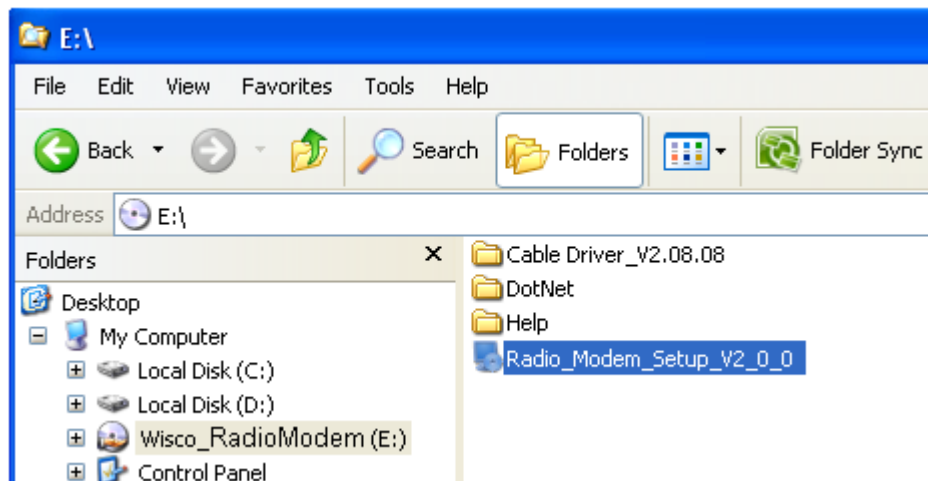 E:\
File Edit View Favorites Tools Help
Back Search Folders Folder Sync
Address E:\
Folders
Desktop
My Computer
Local Disk (C:)
Local Disk (D:)
Wisco_RadioModem (E:)
Control Panel
Cable Driver_V2.08.08
DotNet
Help
Radio_Modem_Setup_V2_0_0